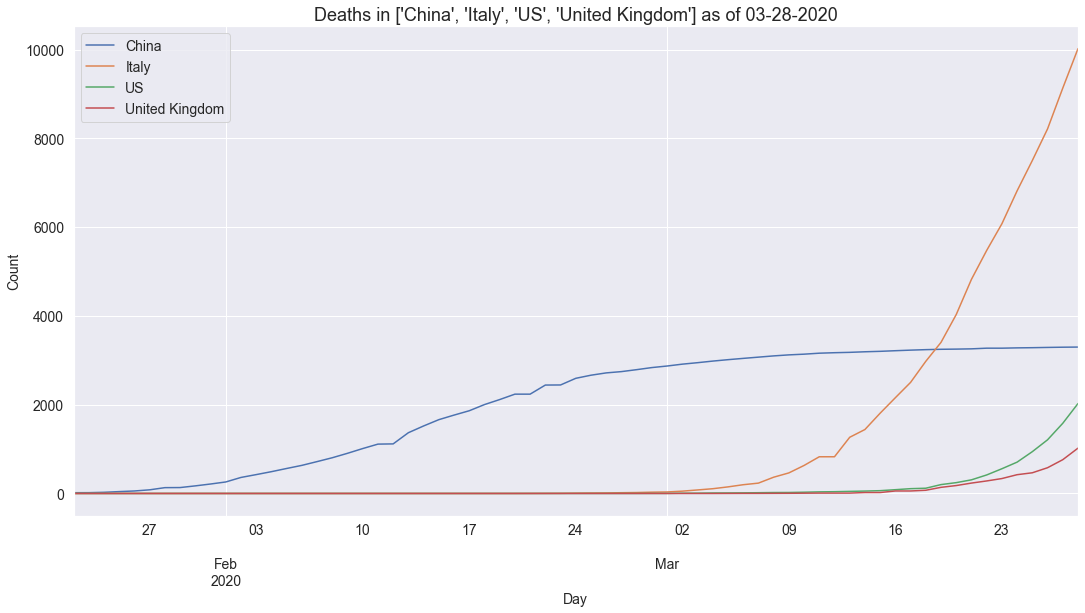 Deaths in ['China', 'Italy', 'US', 'United Kingdom'] as of 03-28-2020
China
Italy
US
United Kingdom
10000
8000
6000
4000
2000
0
Count
27 03 10 17 24 02 09 16 23
Feb Mar
2020
Day